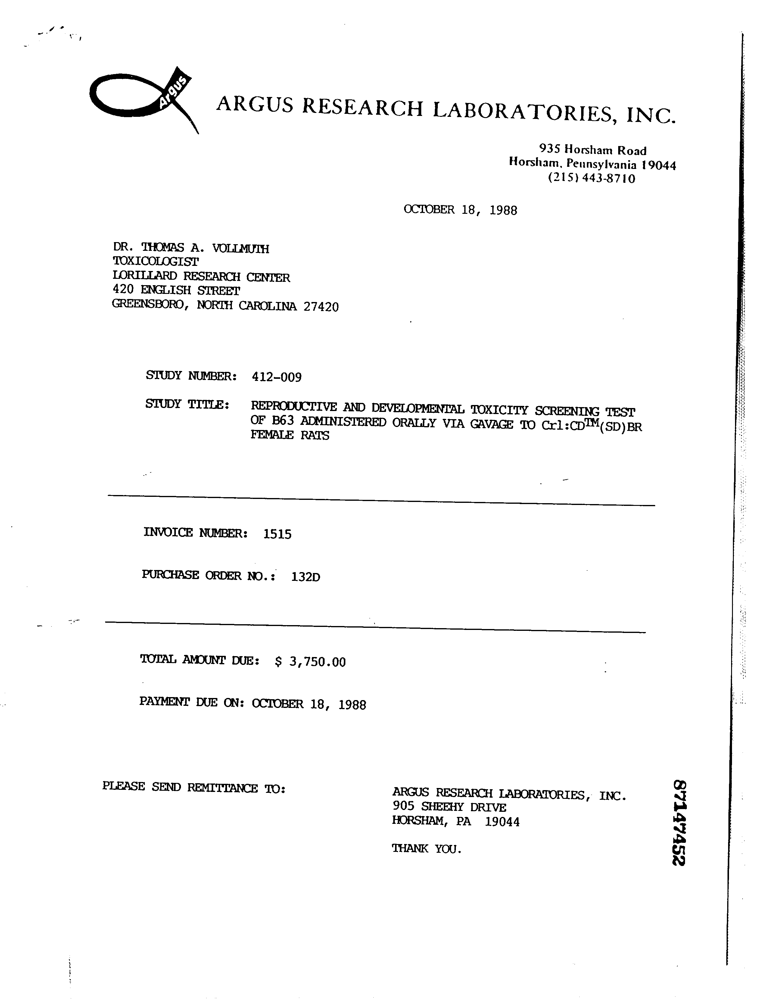 Argus
ARGUS RESEARCH LABORATORIES, INC.
935 Horsham Road
Horsham, Pennsylvania 19044
(215) 443-8710
OCTOBER 18, 1988
DR. THOMAS A. VOLLMUTH
TOXICOLOGIST
LORILLARD RESEARCH CENTER
420 ENGLISH STREET
GREENSBORO, NORTH CAROLINA 27420
STUDY NUMBER: 412-009
STUDY TITLE: REPRODUCTIVE AND DEVELOPMENTAL TOXICITY SCREENING TEST
OF B63 ADMINISTERED ORALLY VIA GAVAGE TO Crl:CD™(SD)BR
FEMALE RATS
INVOICE NUMBER: 1515
PURCHASE ORDER NO.: 132D
TOTAL AMOUNT DUE: $ 3,750.00
PAYMENT DUE ON: OCTOBER 18, 1988
PLEASE SEND REMITTANCE TO: ARGUS RESEARCH LABORATORIES, INC.
905 SHEEHY DRIVE
HORSHAM, PA 19044
THANK YOU.
87147452